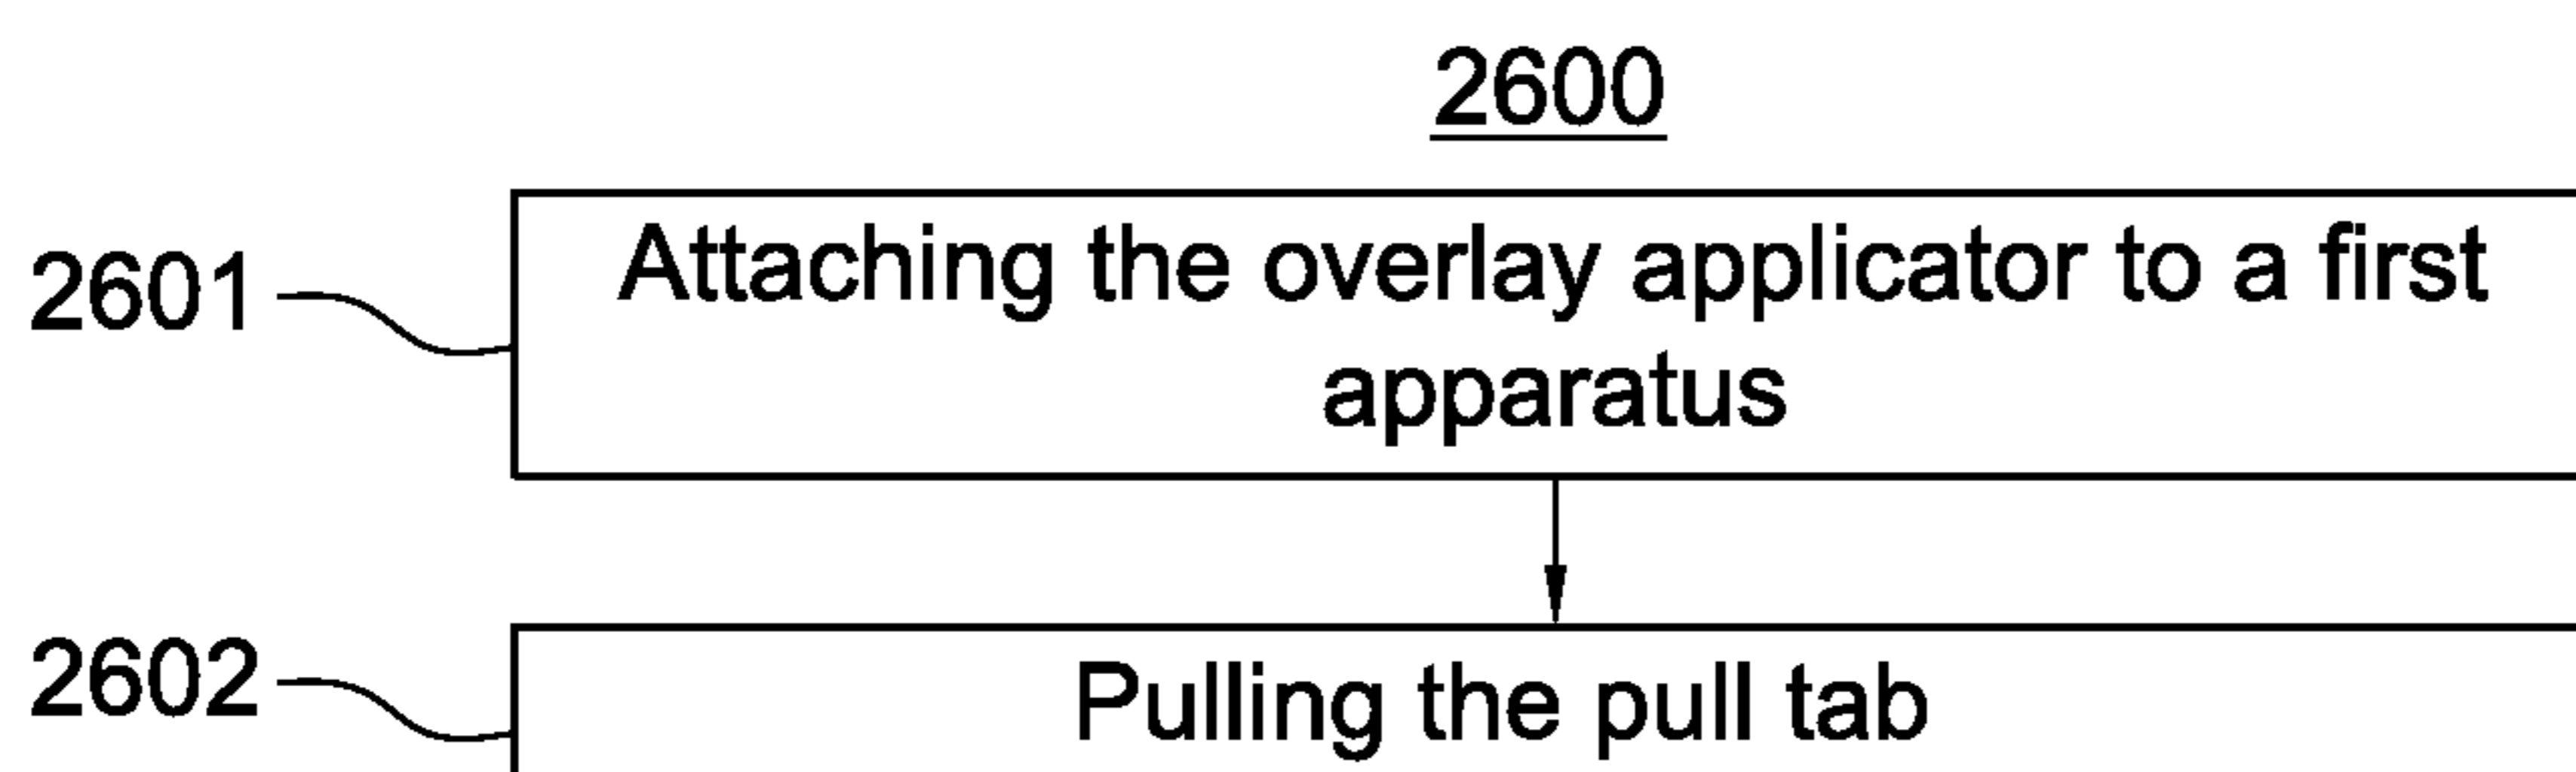 2600
2601
Attaching the overlay applicator to a first
apparatus
2602
Pulling the pull tab